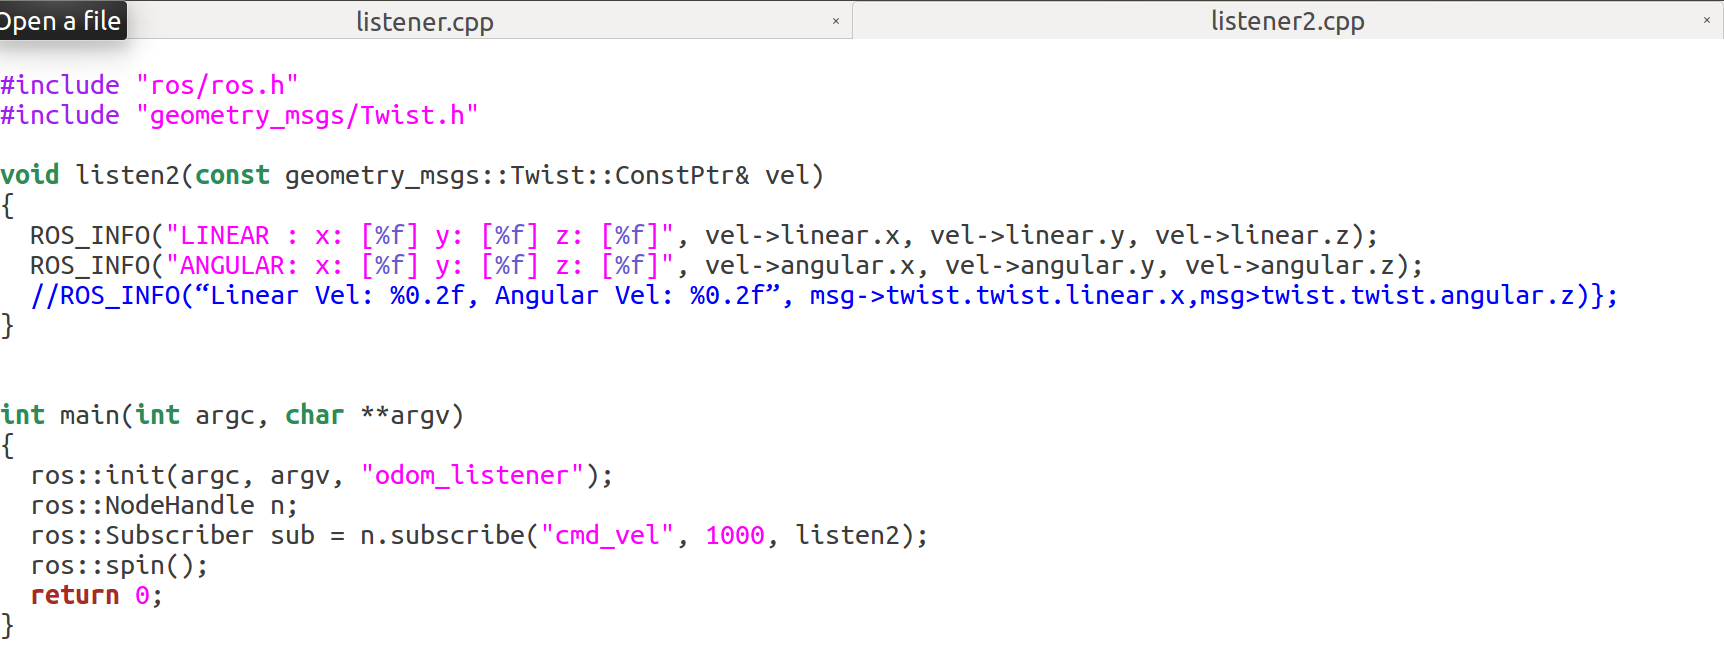 Open a file
listener.cpp ×
listener2.cpp ×
#include "ros/ros.h"
#include "geometry_msgs/Twist.h"
void listen2(const geometry_msgs::Twist::ConstPtr& vel)
{
  ROS_INFO("LINEAR : x: [%f] y: [%f] z: [%f]", vel->linear.x, vel->linear.y, vel->linear.z);
  ROS_INFO("ANGULAR: x: [%f] y: [%f] z: [%f]", vel->angular.x, vel->angular.y, vel->angular.z);
  //ROS_INFO(“Linear Vel: %0.2f, Angular Vel: %0.2f”, msg->twist.twist.linear.x,msg>twist.twist.angular.z)};
}
int main(int argc, char **argv)
{
  ros::init(argc, argv, "odom_listener");
  ros::NodeHandle n;
  ros::Subscriber sub = n.subscribe("cmd_vel", 1000, listen2);
  ros::spin();
  return 0;
}